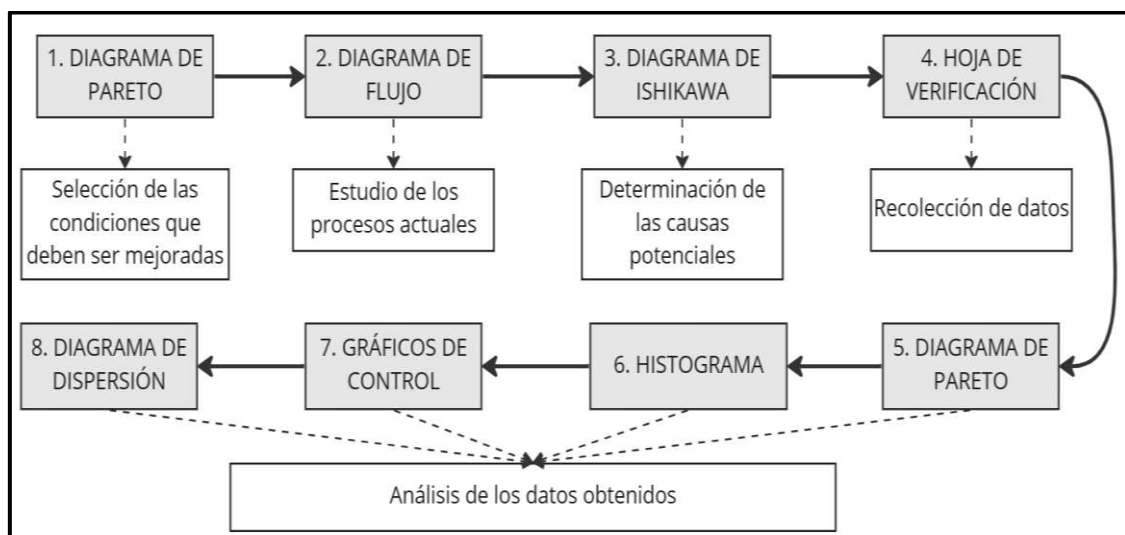 1. DIAGRAMA DE
PARETO
2. DIAGRAMA DE
FLUJO
3. DIAGRAMA DE
ISHIKAWA
4. HOJA DE
VERIFICACIÓN
Selección de las
condiciones que
deben ser mejoradas
Estudio de los
procesos actuales
Determinación de
las causas
potenciales
Recolección de datos
8. DIAGRAMA DE
DISPERSIÓN
7. GRÁFICOS DE
CONTROL
6. HISTOGRAMA
5. DIAGRAMA DE
PARETO
Análisis de los datos obtenidos